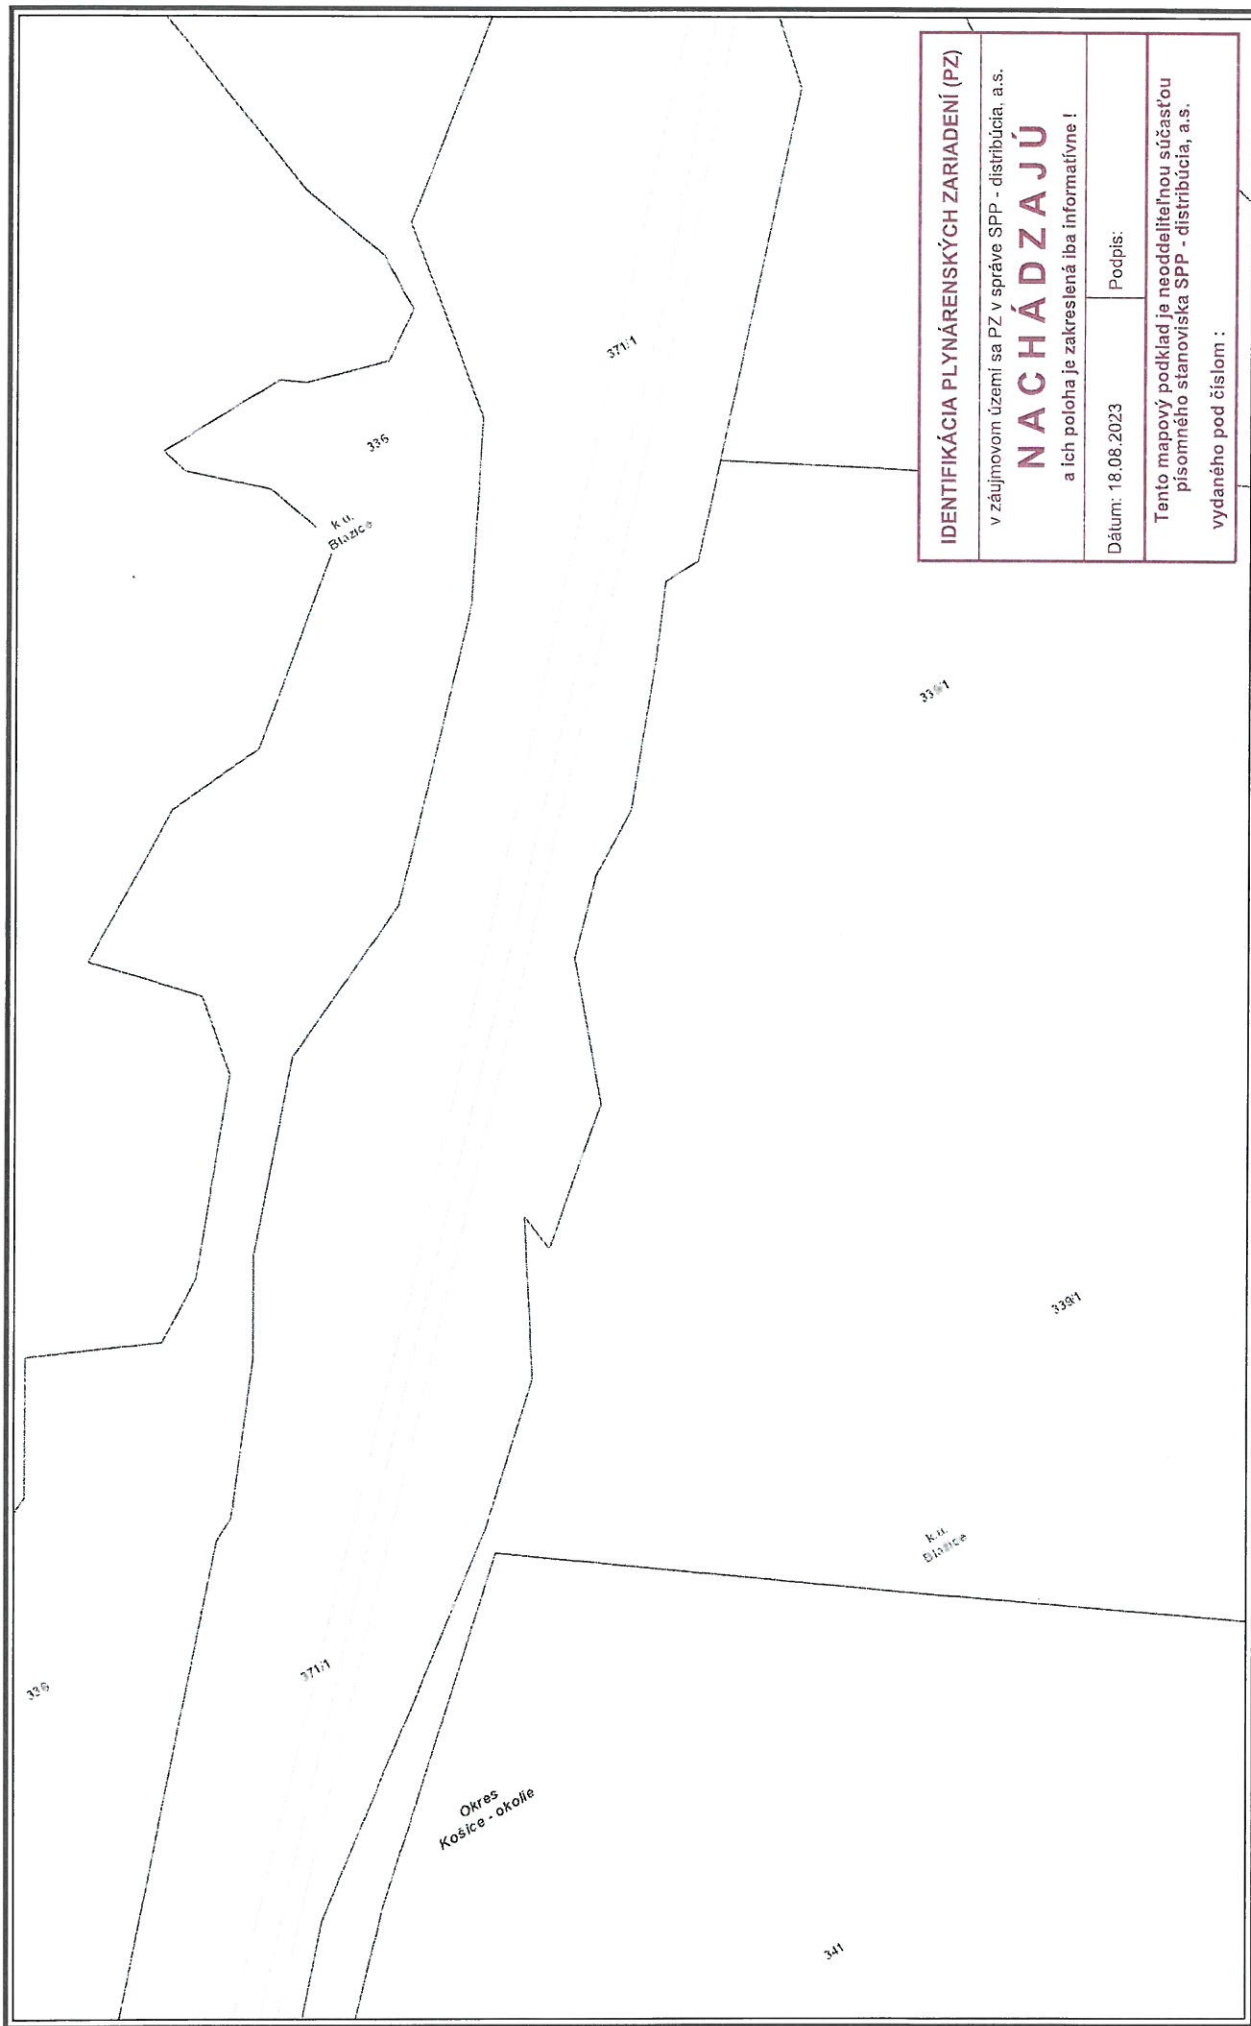 IDENTIFIKÁCIA PLYNÁRENSKÝCH ZARIADENÍ (PZ)
v záujmovom území sa PZ v správe SPP - distribúcia, a.s.
NACHÁDZAJÚ
a ich poloha je zakreslená iba informatívne !
Dátum: 18.08.2023
Podpis:
Tento mapový podklad je neoddeliteľnou súčasťou
písomného stanoviska SPP - distribúcia, a.s.
vydaného pod číslom :
336
k.ú.
Blažice
371/1
339/1
339/1
k.ú.
Blažice
336
371/1
Okres
Košice - okolie
341